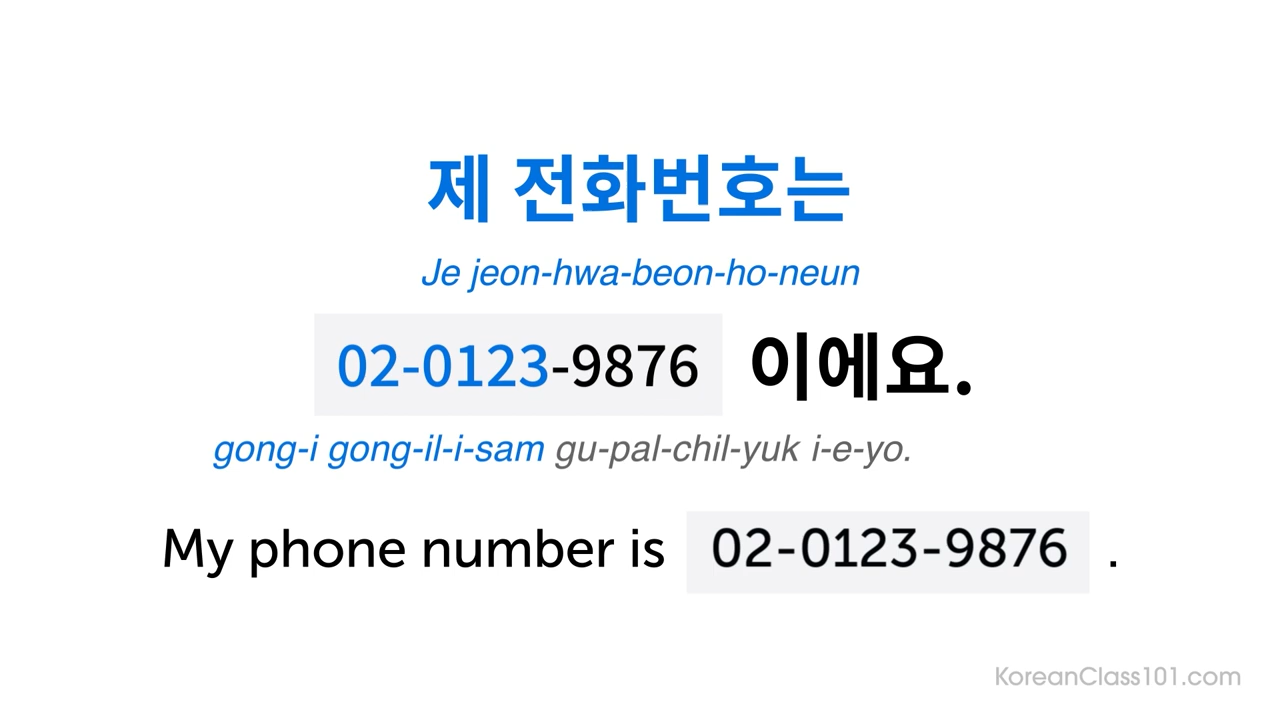 제 전화번호는
Je jeon-hwa-beon-ho-neun
02-0123-9876 이에요.
gong-i gong-il-i-sam gu-pal-chil-yuk i-e-yo.
My phone number is 02-0123-9876 .
KoreanClass101.com